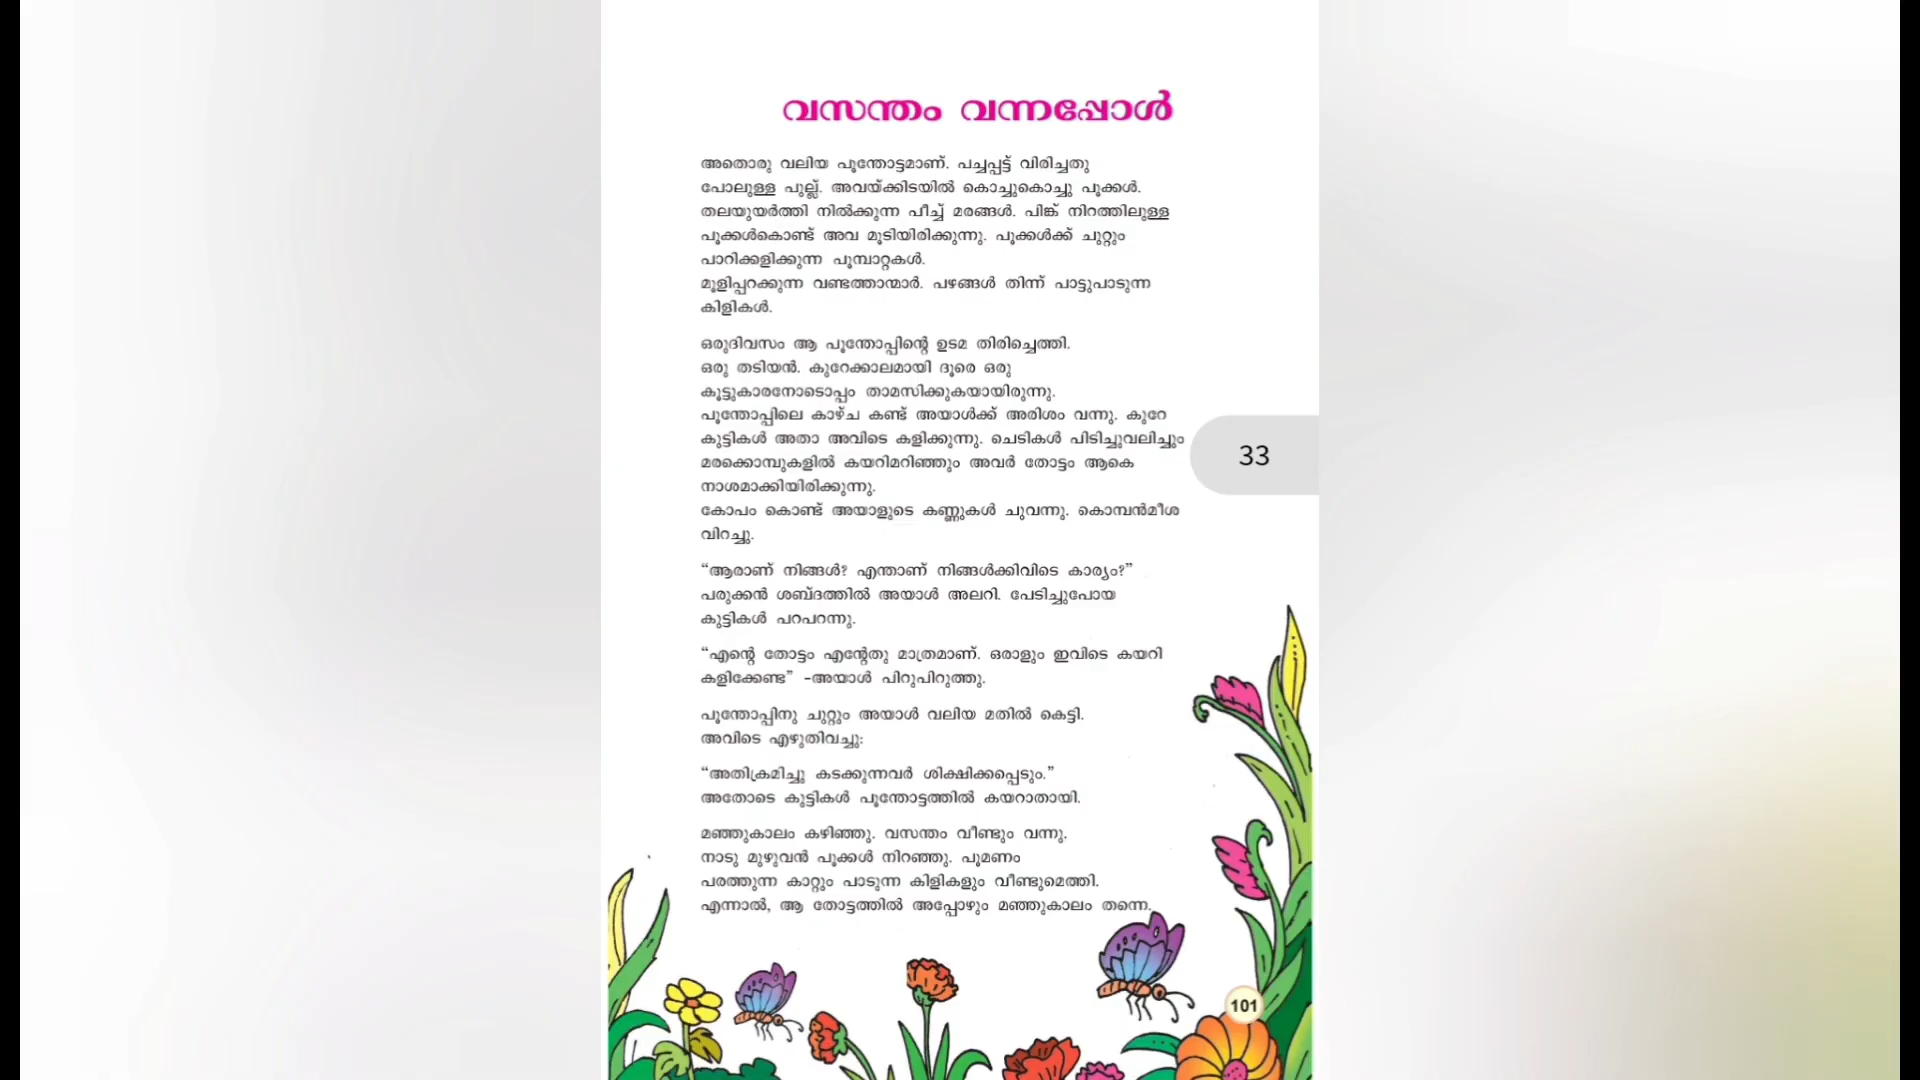 വസന്തം വന്നപ്പോൾ
അതൊരു വലിയ പൂന്തോട്ടമാണ്. പച്ചപ്പട്ട് വിരിച്ചതു
പോലുള്ള പുല്ല്. അവയ്ക്കിടയിൽ കൊച്ചുകൊച്ചു പൂക്കൾ.
തലയുയർത്തി നിൽക്കുന്ന പീച്ച് മരങ്ങൾ. പിങ്ക് നിറത്തിലുള്ള
പൂക്കൾകൊണ്ട് അവ മൂടിയിരിക്കുന്നു. പൂക്കൾക്ക് ചുറ്റും
പാറിക്കളിക്കുന്ന പൂമ്പാറ്റകൾ.
മൂളിപ്പറക്കുന്ന വണ്ടത്താന്മാർ. പഴങ്ങൾ തിന്ന് പാട്ടുപാടുന്ന
കിളികൾ.
ഒരുദിവസം ആ പൂന്തോപ്പിന്റെ ഉടമ തിരിച്ചെത്തി.
ഒരു തടിയൻ. കുറേക്കാലമായി ദൂരെ ഒരു
കൂട്ടുകാരനോടൊപ്പം താമസിക്കുകയായിരുന്നു.
പൂന്തോപ്പിലെ കാഴ്ച കണ്ട് അയാൾക്ക് അരിശം വന്നു. കുറേ
കുട്ടികൾ അതാ അവിടെ കളിക്കുന്നു. ചെടികൾ പിടിച്ചുവലിച്ചും
മരക്കൊമ്പുകളിൽ കയറിമറിഞ്ഞും അവർ തോട്ടം ആകെ
നാശമാക്കിയിരിക്കുന്നു.
കോപം കൊണ്ട് അയാളുടെ കണ്ണുകൾ ചുവന്നു. കൊമ്പൻമീശ
വിറച്ചു.
“ആരാണ് നിങ്ങൾ? എന്താണ് നിങ്ങൾക്കിവിടെ കാര്യം?”
പരുക്കൻ ശബ്ദത്തിൽ അയാൾ അലറി. പേടിച്ചുപോയ
കുട്ടികൾ പറപറന്നു.
“എന്റെ തോട്ടം എന്റേതു മാത്രമാണ്. ഒരാളും ഇവിടെ കയറി
കളിക്കേണ്ട” -അയാൾ പിറുപിറുത്തു.
പൂന്തോപ്പിനു ചുറ്റും അയാൾ വലിയ മതിൽ കെട്ടി.
അവിടെ എഴുതിവച്ചു:
“അതിക്രമിച്ചു കടക്കുന്നവർ ശിക്ഷിക്കപ്പെടും.”
അതോടെ കുട്ടികൾ പൂന്തോട്ടത്തിൽ കയറാതായി.
മഞ്ഞുകാലം കഴിഞ്ഞു. വസന്തം വീണ്ടും വന്നു.
നാടു മുഴുവൻ പൂക്കൾ നിറഞ്ഞു. പൂമണം
പരത്തുന്ന കാറ്റും പാടുന്ന കിളികളും വീണ്ടുമെത്തി.
എന്നാൽ, ആ തോട്ടത്തിൽ അപ്പോഴും മഞ്ഞുകാലം തന്നെ.
33
101